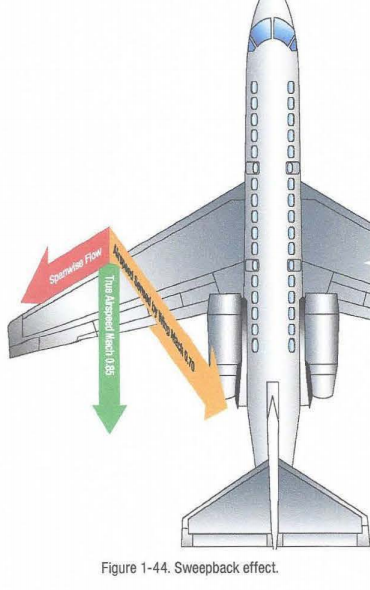 Spanwise Flow
Airspeed Sensed by Wing Mach 0.70
True Airspeed Mach 0.85
Figure 1-44. Sweepback effect.